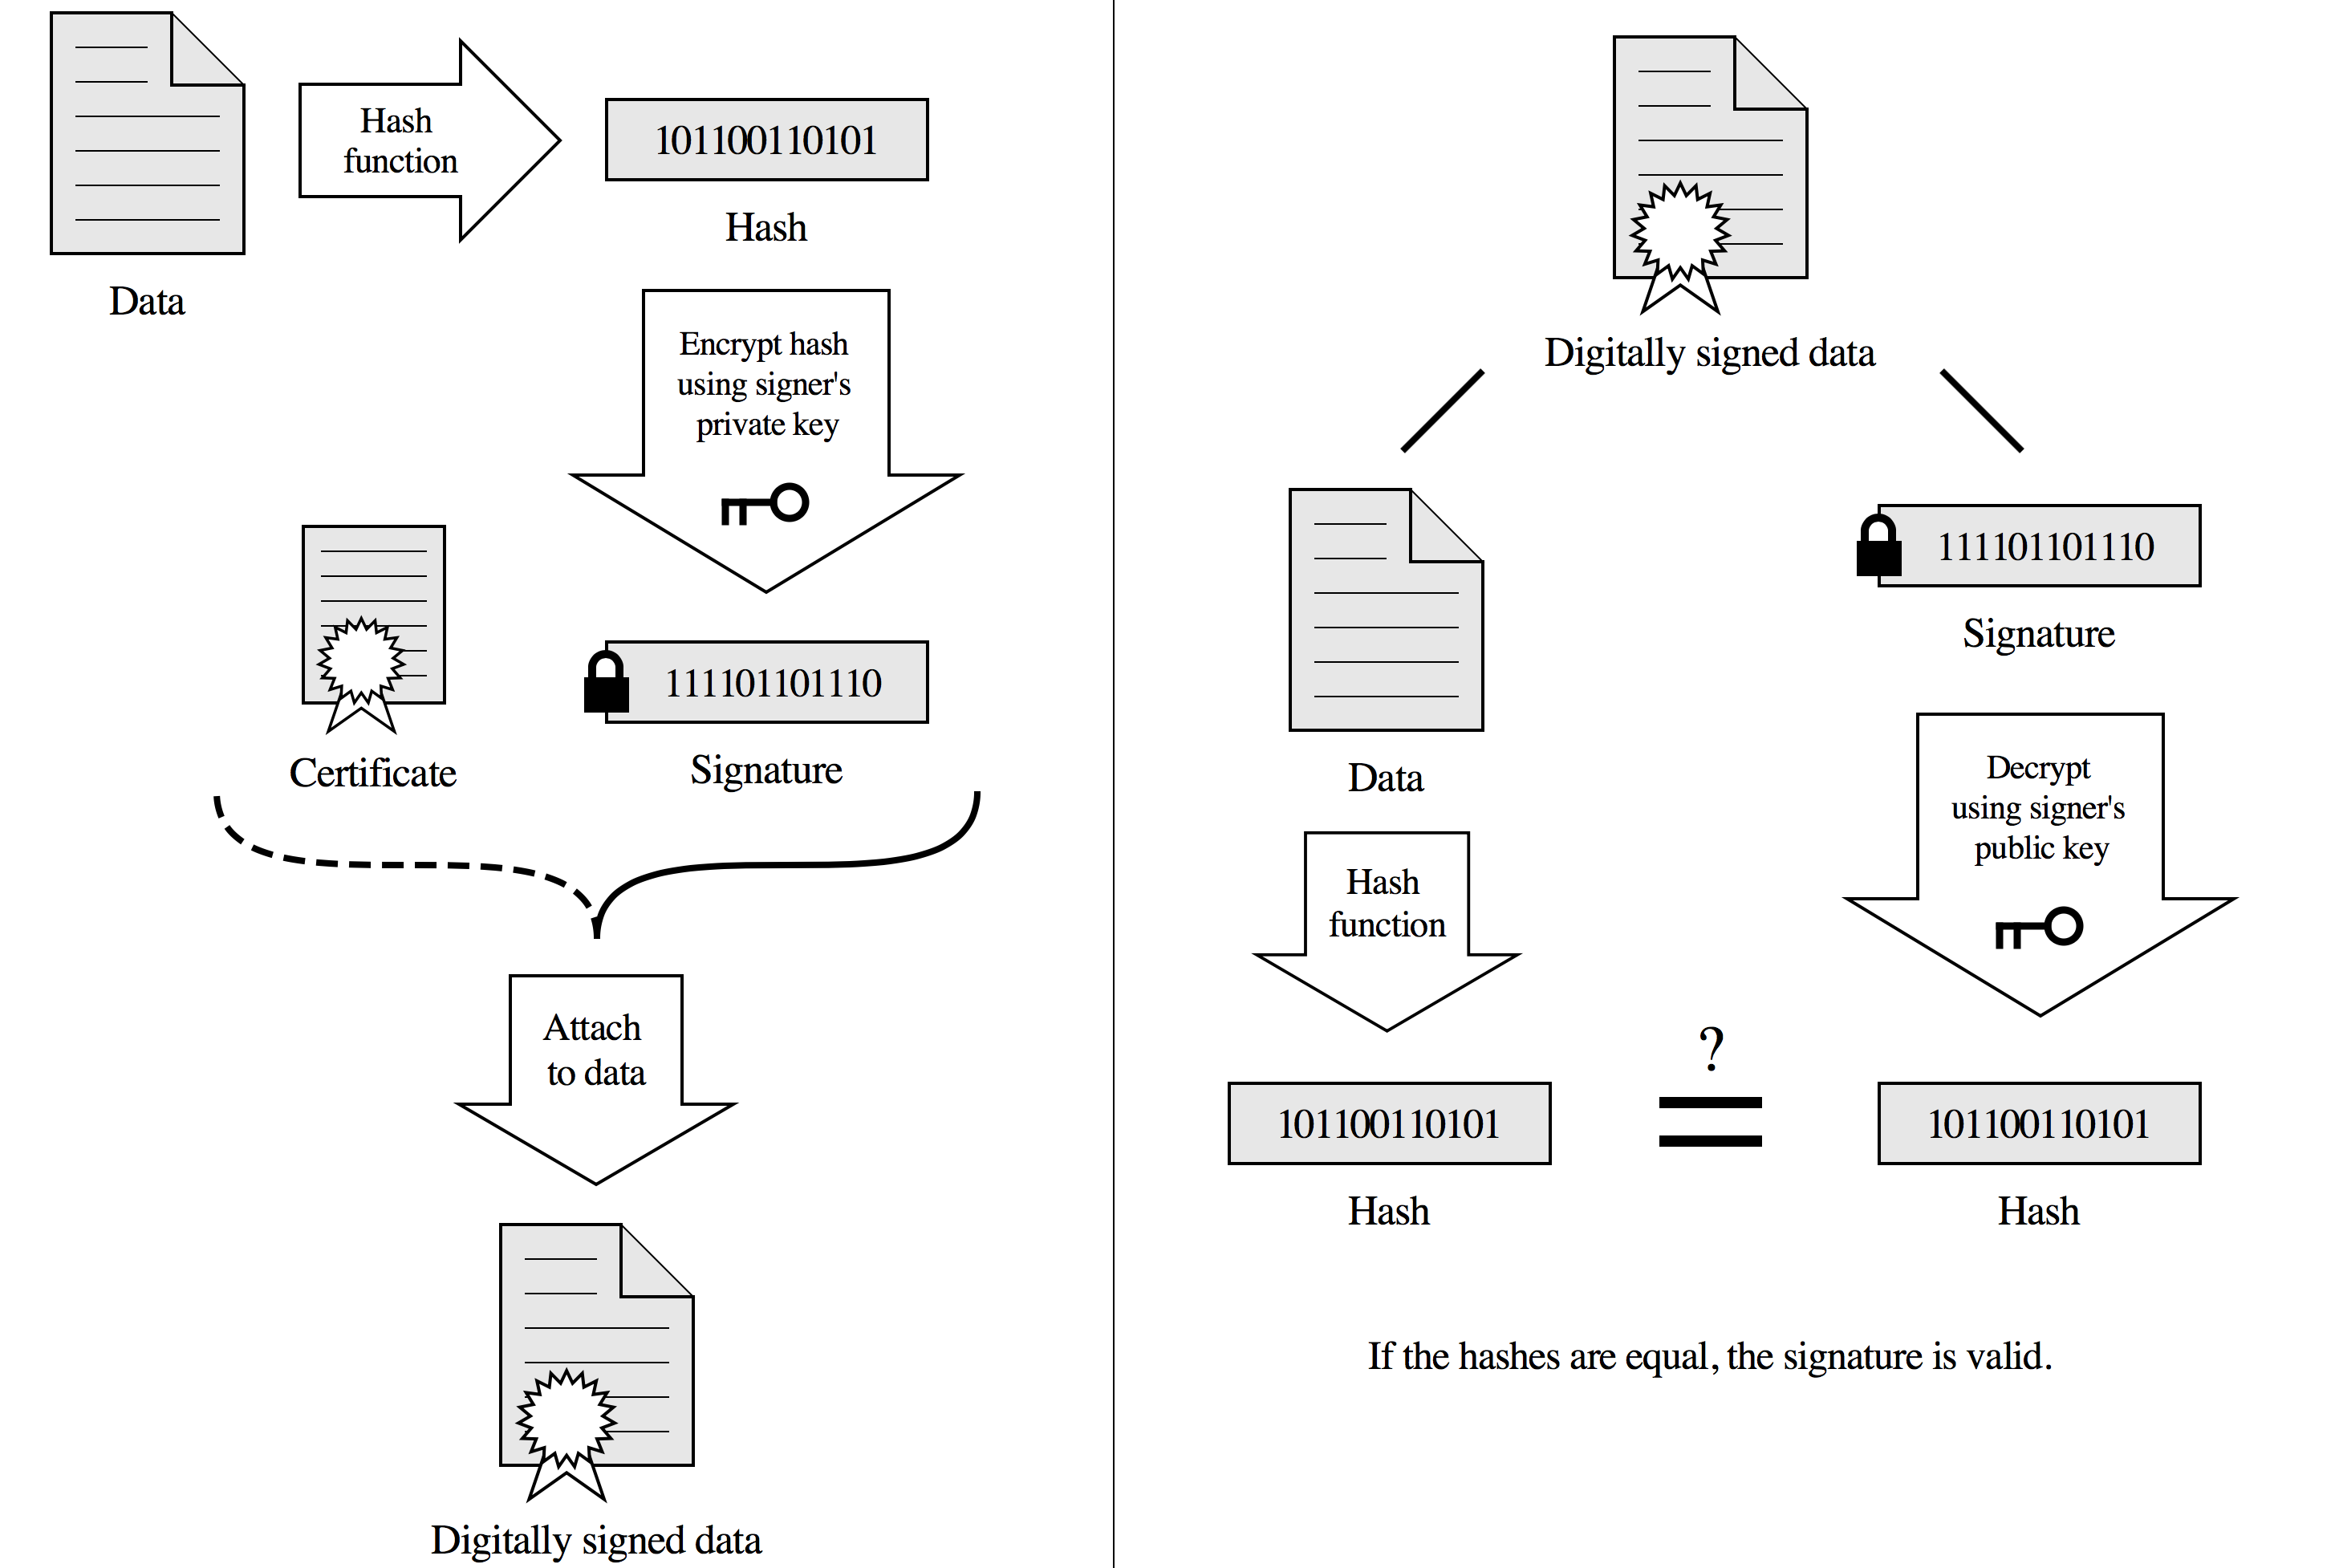 Hash
function
101100110101
Hash
Data
Encrypt hash
using signer's
private key
111101101110
Certificate
Signature
Attach
to data
Digitally signed data
Digitally signed data
111101101110
Signature
Data
Decrypt
using signer's
public key
Hash
function
?
=
101100110101
101100110101
Hash
Hash
If the hashes are equal, the signature is valid.